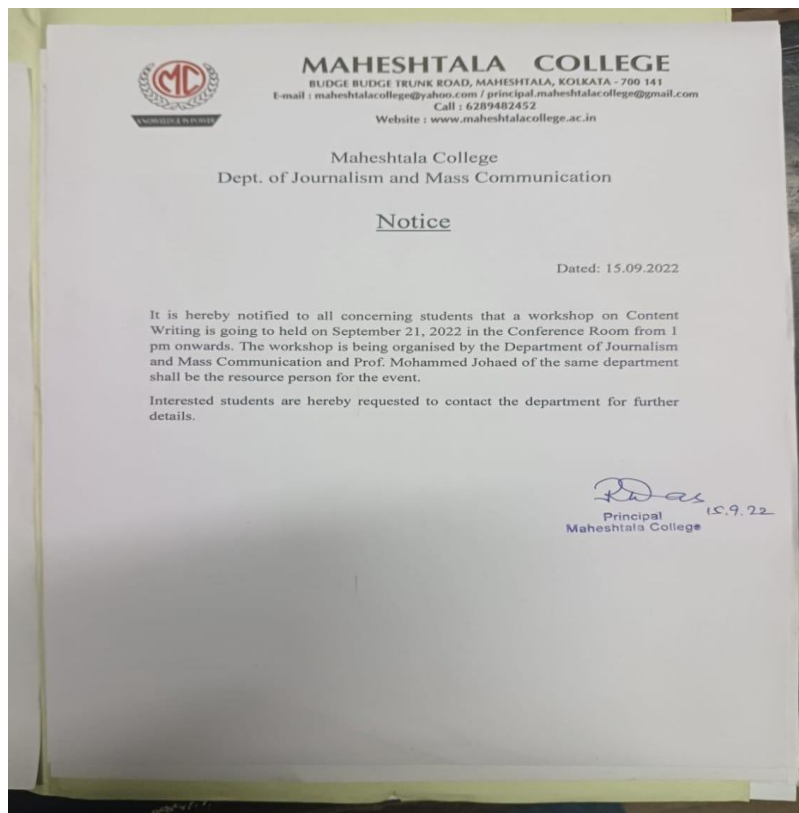 MC
KNOWLEDGE IS POWER
MAHESHTALA COLLEGE
BUDGE BUDGE TRUNK ROAD, MAHESHTALA, KOLKATA - 700 141
E-mail : maheshtalacollege@yahoo.com / principal.maheshtalacollege@gmail.com
Call : 6289482452
Website : www.maheshtalacollege.ac.in
Maheshtala College
Dept. of Journalism and Mass Communication
Notice
Dated: 15.09.2022
It is hereby notified to all concerning students that a workshop on Content
Writing is going to held on September 21, 2022 in the Conference Room from 1
pm onwards. The workshop is being organised by the Department of Journalism
and Mass Communication and Prof. Mohammed Johaed of the same department
shall be the resource person for the event.
Interested students are hereby requested to contact the department for further
details.
15.9.22
Principal
Maheshtala College